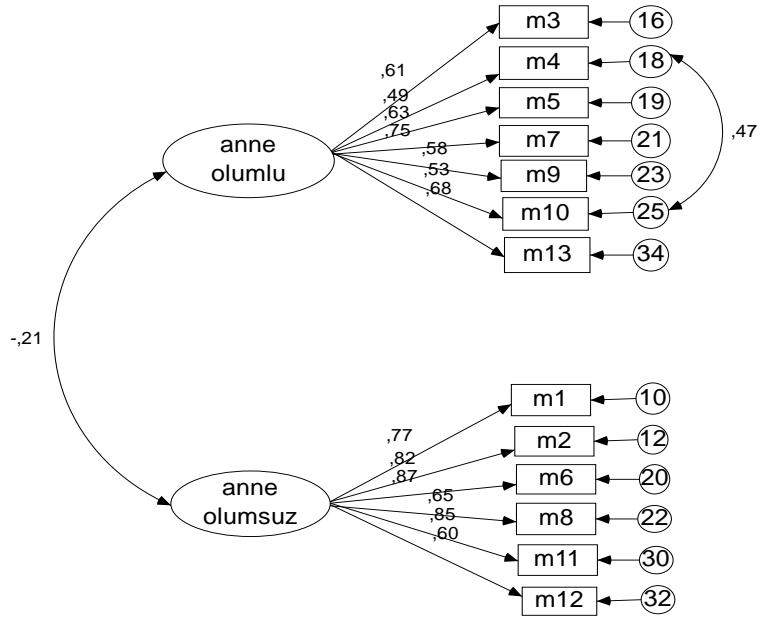 m3
16
,61
m4
18
,49
m5
19
,63
,75
m7
21
,58
m9
23
,53
m10
25
,68
m13
34
,47
anne
olumlu
-,21
m1
10
,77
m2
12
,82
,87
m6
20
,65
m8
22
,85
,60
m11
30
m12
32
anne
olumsuz